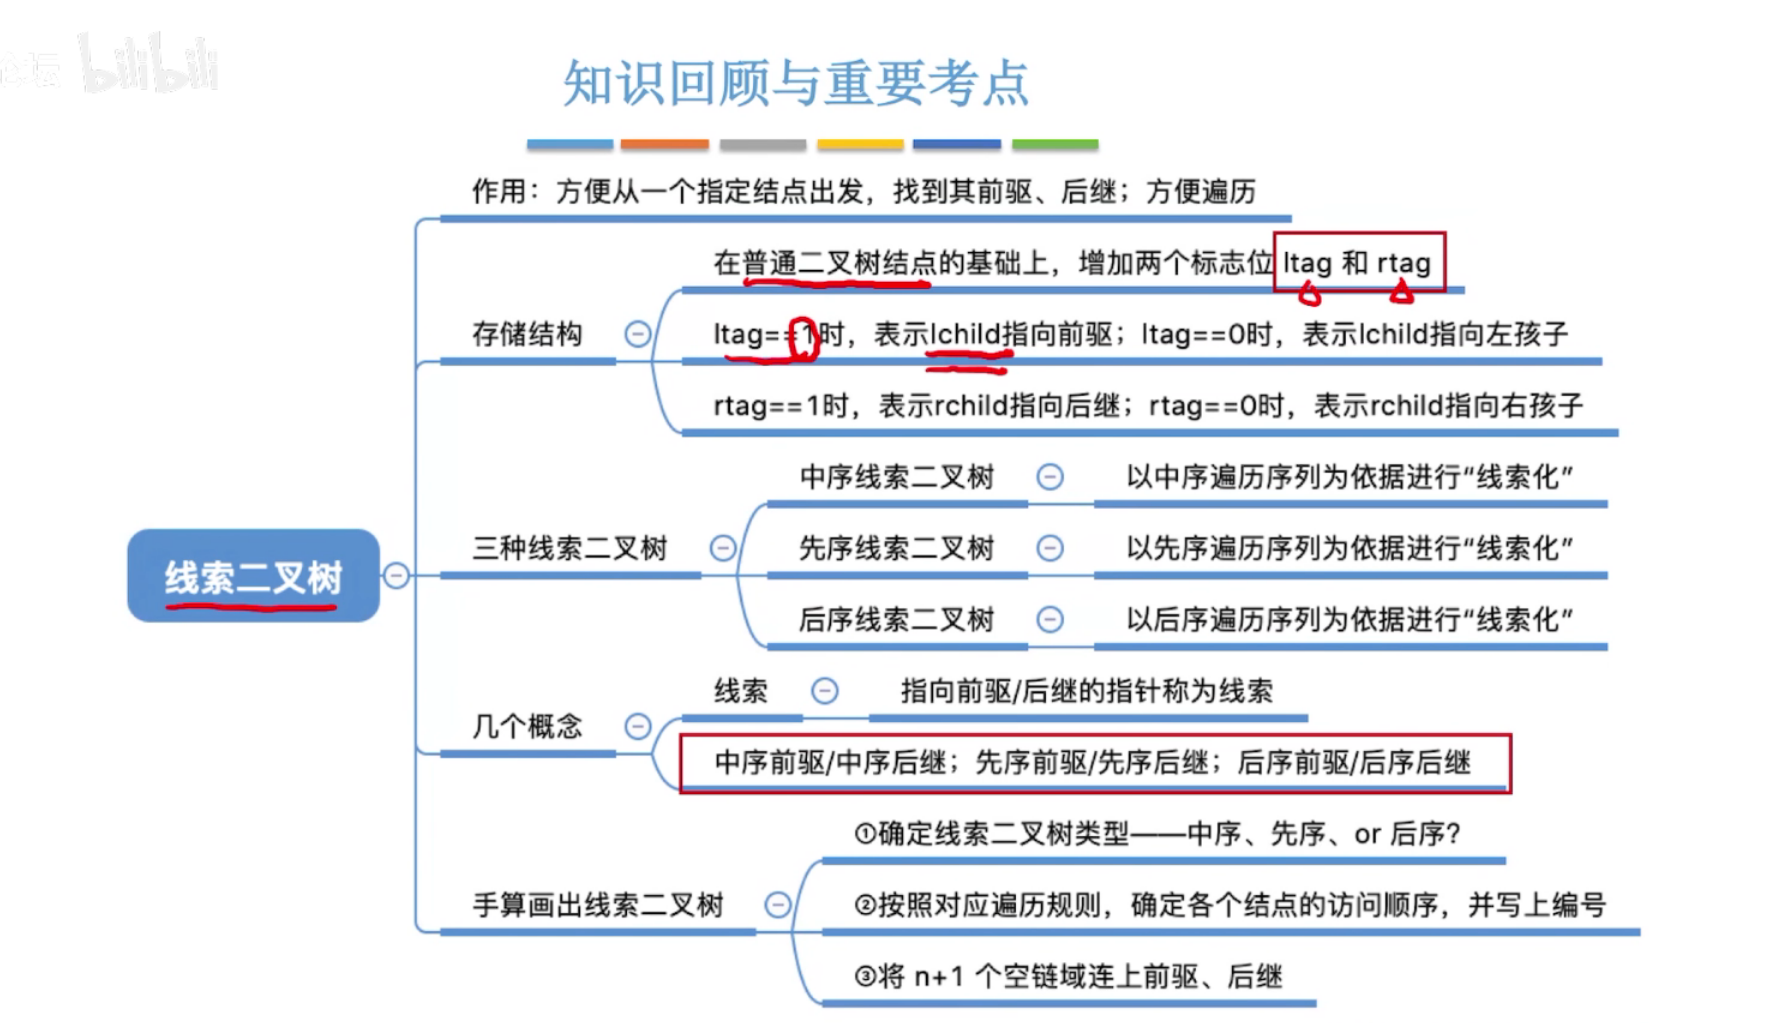 bilibili
知识回顾与重要考点
作用：方便从一个指定结点出发，找到其前驱、后继；方便遍历
在普通二叉树结点的基础上，增加两个标志位 ltag 和 rtag
存储结构
ltag==1时，表示lchild指向前驱；ltag==0时，表示lchild指向左孩子
rtag==1时，表示rchild指向后继；rtag==0时，表示rchild指向右孩子
中序线索二叉树 以中序遍历序列为依据进行“线索化”
三种线索二叉树 先序线索二叉树 以先序遍历序列为依据进行“线索化”
线索二叉树
后序线索二叉树 以后序遍历序列为依据进行“线索化”
线索 指向前驱/后继的指针称为线索
几个概念
中序前驱/中序后继；先序前驱/先序后继；后序前驱/后序后继
①确定线索二叉树类型——中序、先序、or 后序？
手算画出线索二叉树 ②按照对应遍历规则，确定各个结点的访问顺序，并写上编号
③将 n+1 个空链域连上前驱、后继